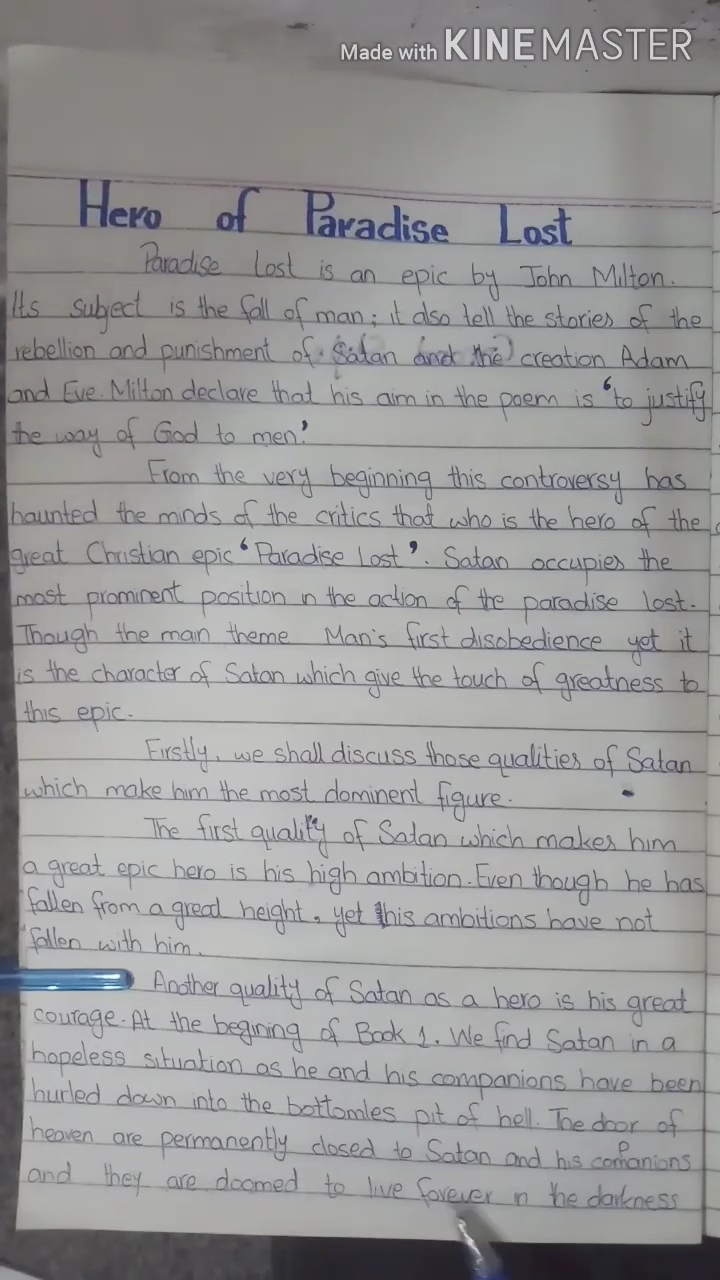 Made with KINEMASTER
Hero of Paradise Lost
Paradise Lost is an epic by John Milton.
Its subject is the fall of man; it also tell the stories of the
rebellion and punishment of Satan and the creation Adam
and Eve. Milton declare that his aim in the poem is ‘to justify
the way of God to men’.
From the very beginning this controversy has
haunted the minds of the critics that who is the hero of the
great Christian epic ‘Paradise Lost’. Satan occupies the
most prominent position in the action of the paradise lost.
Though the main theme Man's first disobedience yet it
is the character of Satan which give the touch of greatness to
this epic.
Firstly, we shall discuss those qualities of Satan
which make him the most dominent figure.
The first quality of Satan which makes him
a great epic hero is his high ambition. Even though he has
fallen from a great height, yet his ambitions have not
fallen with him.
Another quality of Satan as a hero is his great
courage. At the begining of Book 1. We find Satan in a
hopeless situation as he and his companions have been
hurled down into the bottomles pit of hell. The door of
heaven are permanently closed to Satan and his companions
and they are doomed to live forever in the darkness